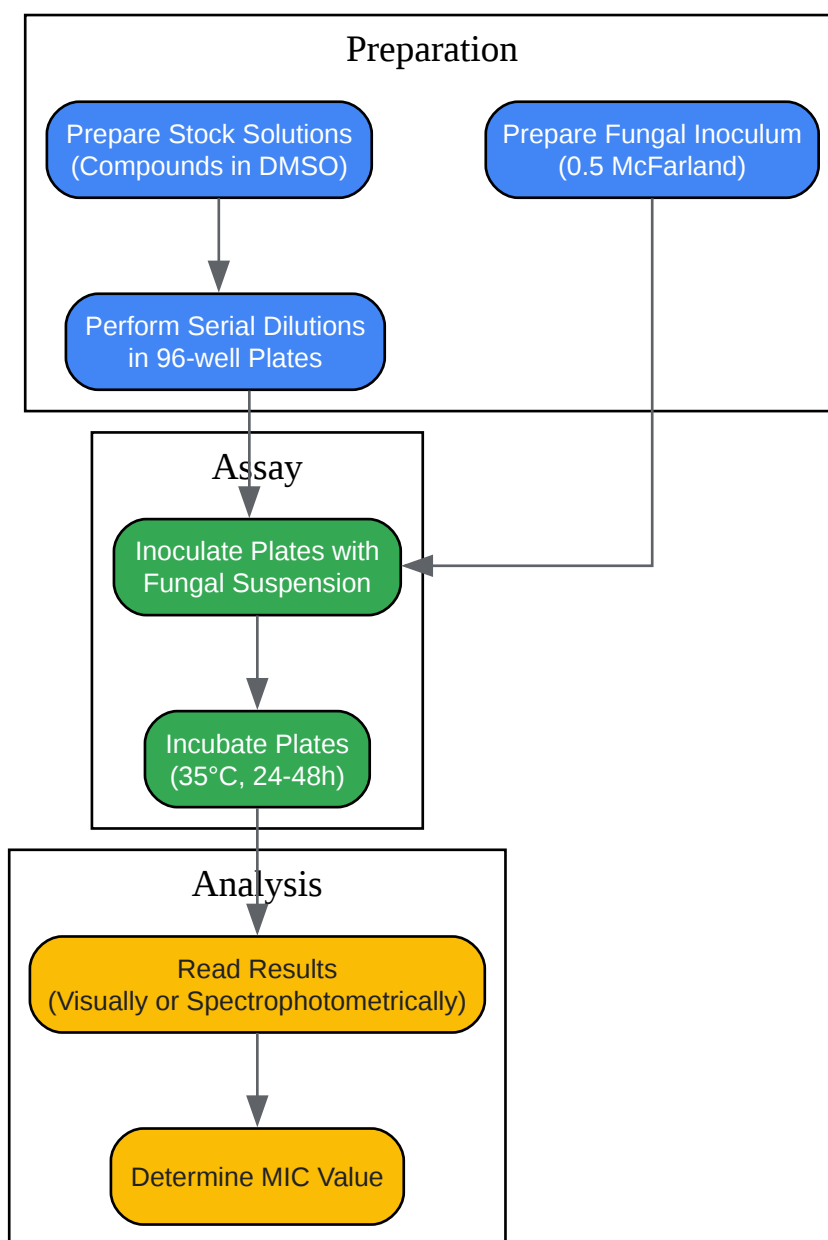 Preparation
Prepare Stock Solutions
(Compounds in DMSO)
Prepare Fungal Inoculum
(0.5 McFarland)
Perform Serial Dilutions
in 96-well Plates
Assay
Inoculate Plates with
Fungal Suspension
Incubate Plates
(35°C, 24-48h)
Analysis
Read Results
(Visually or Spectrophotometrically)
Determine MIC Value